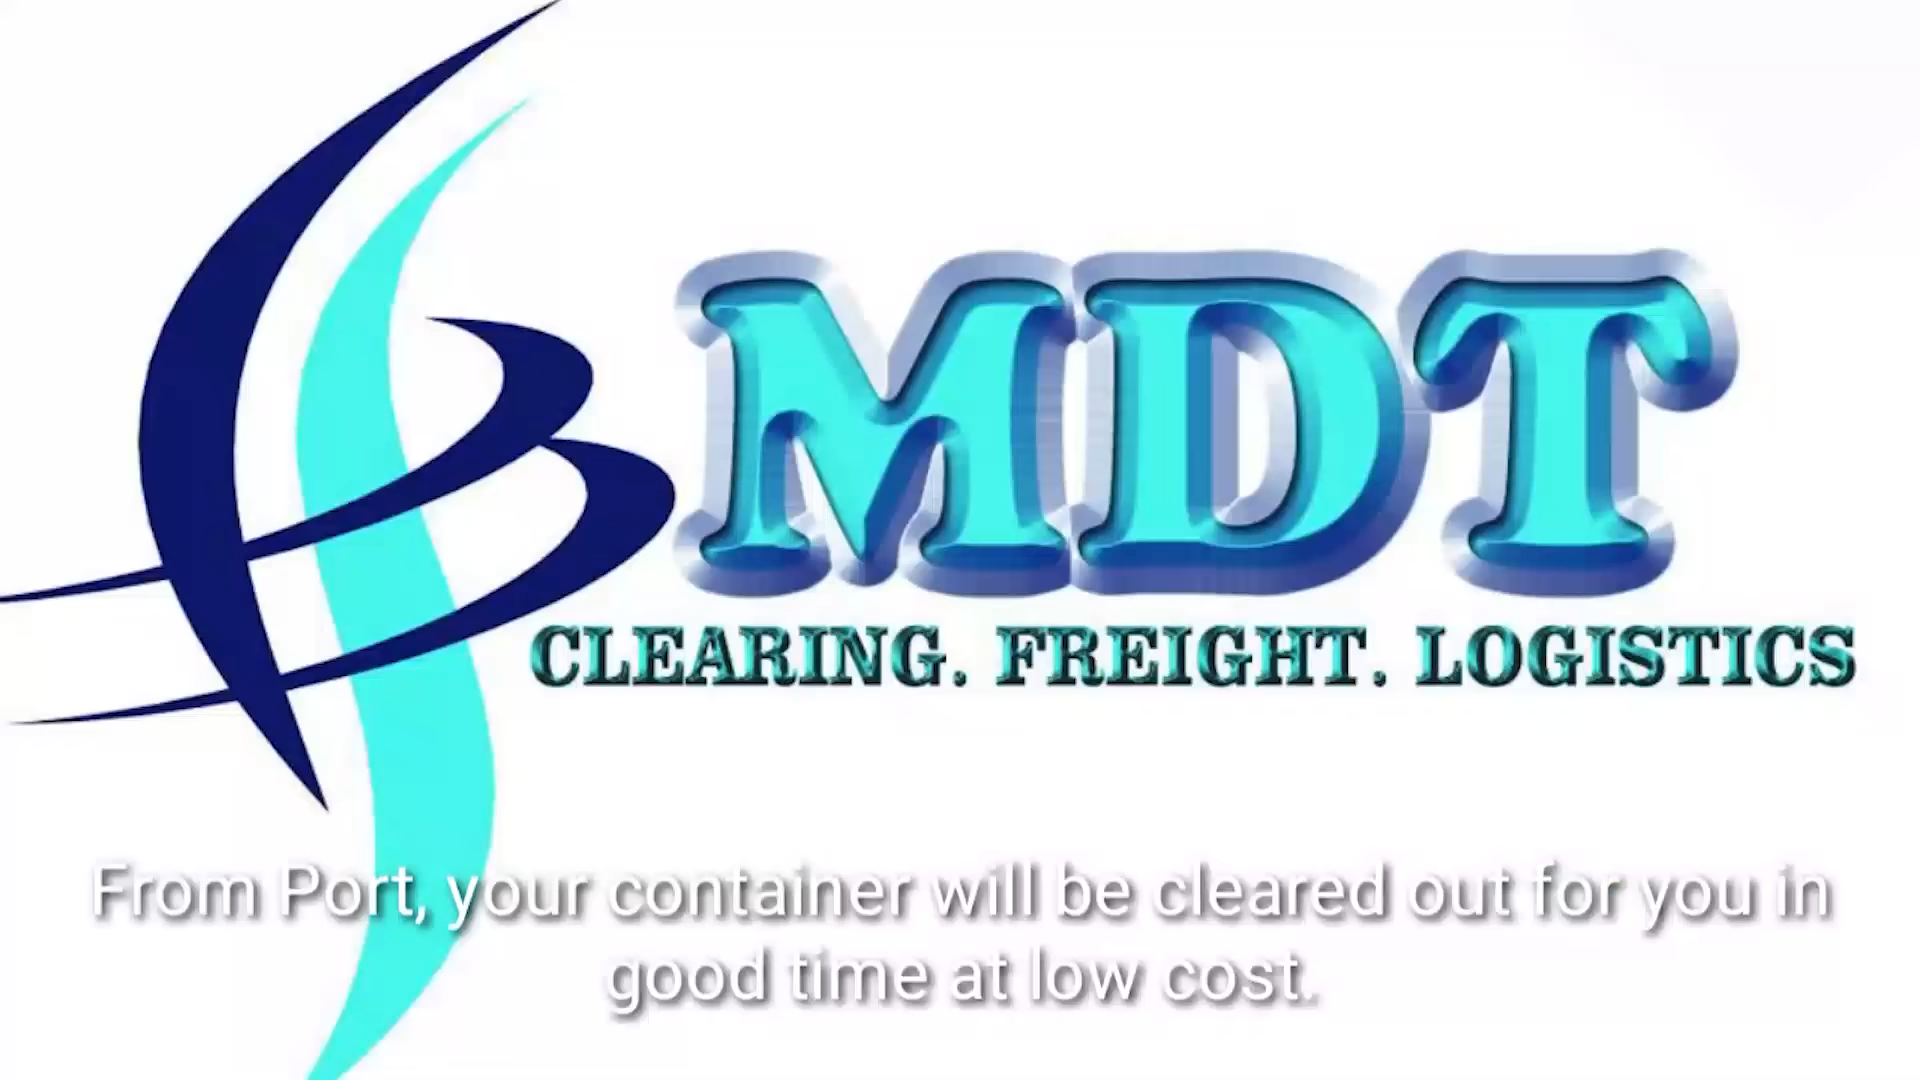 MDT
CLEARING. FREIGHT. LOGISTICS
From Port, your container will be cleared out for you in
good time at low cost.